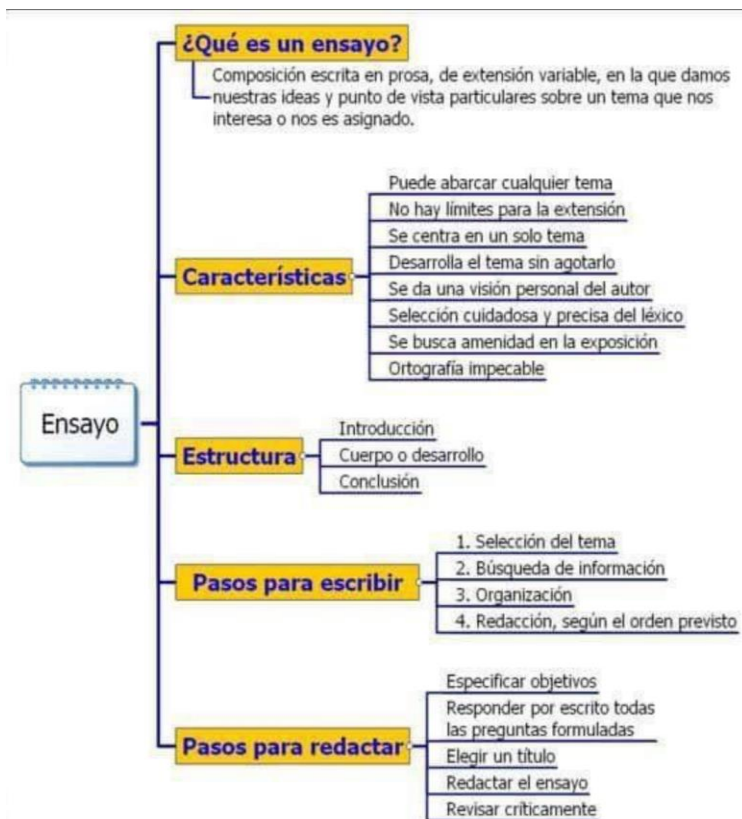 ¿Qué es un ensayo?
Composición escrita en prosa, de extensión variable, en la que damos
nuestras ideas y punto de vista particulares sobre un tema que nos
interesa o nos es asignado.
Puede abarcar cualquier tema
No hay límites para la extensión
Se centra en un solo tema
Desarrolla el tema sin agotarlo
Características
Se da una visión personal del autor
Selección cuidadosa y precisa del léxico
Se busca amenidad en la exposición
Ortografía impecable
Ensayo
Introducción
Estructura
Cuerpo o desarrollo
Conclusión
1. Selección del tema
2. Búsqueda de información
Pasos para escribir
3. Organización
4. Redacción, según el orden previsto
Especificar objetivos
Responder por escrito todas
las preguntas formuladas
Pasos para redactar
Elegir un título
Redactar el ensayo
Revisar críticamente